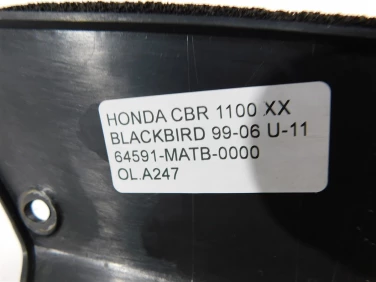 HONDA CBR 1100 XX
BLACKBIRD 99-06 U-11
64591-MATB-0000
OL.A247